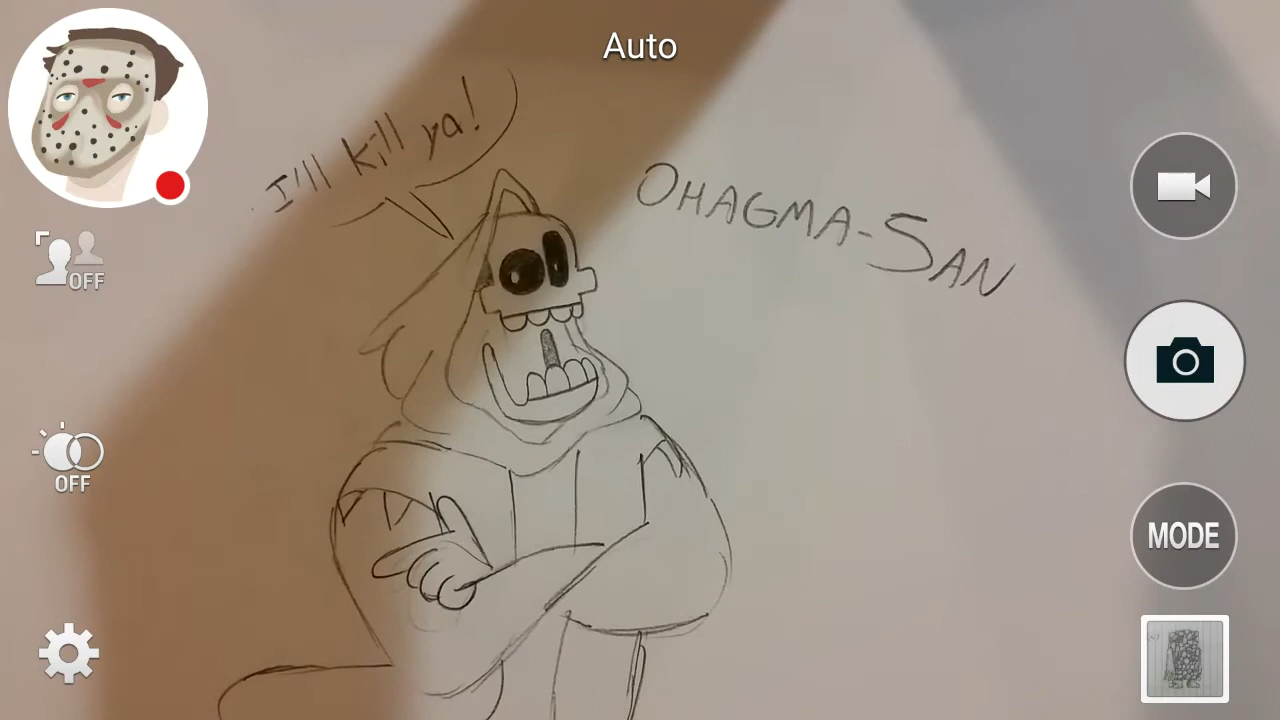 Auto
I'll kill ya!
OHAGMA-SAN
OFF
OFF
MODE